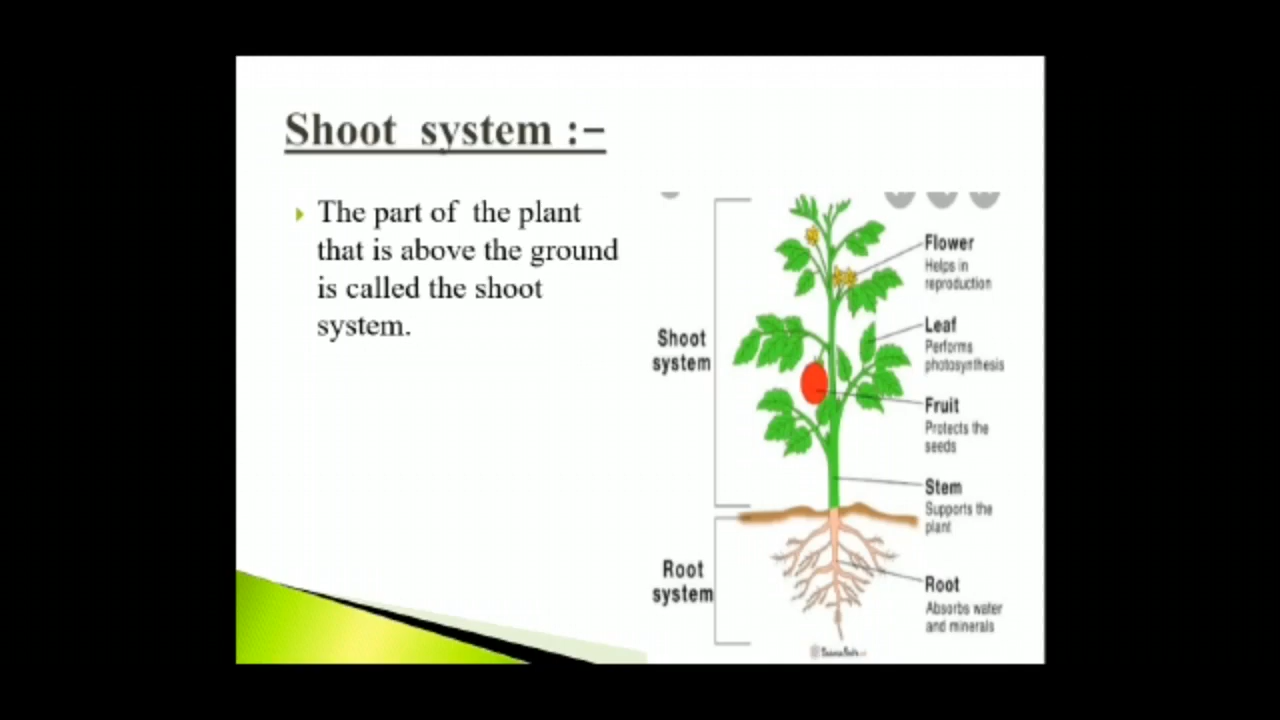 Shoot system :–
The part of the plant
that is above the ground
is called the shoot
system.
Shoot
system
Root
system
Flower
Helps in
reproduction
Leaf
Performs
photosynthesis
Fruit
Protects the
seeds
Stem
Supports the
plant
Root
Absorbs water
and minerals